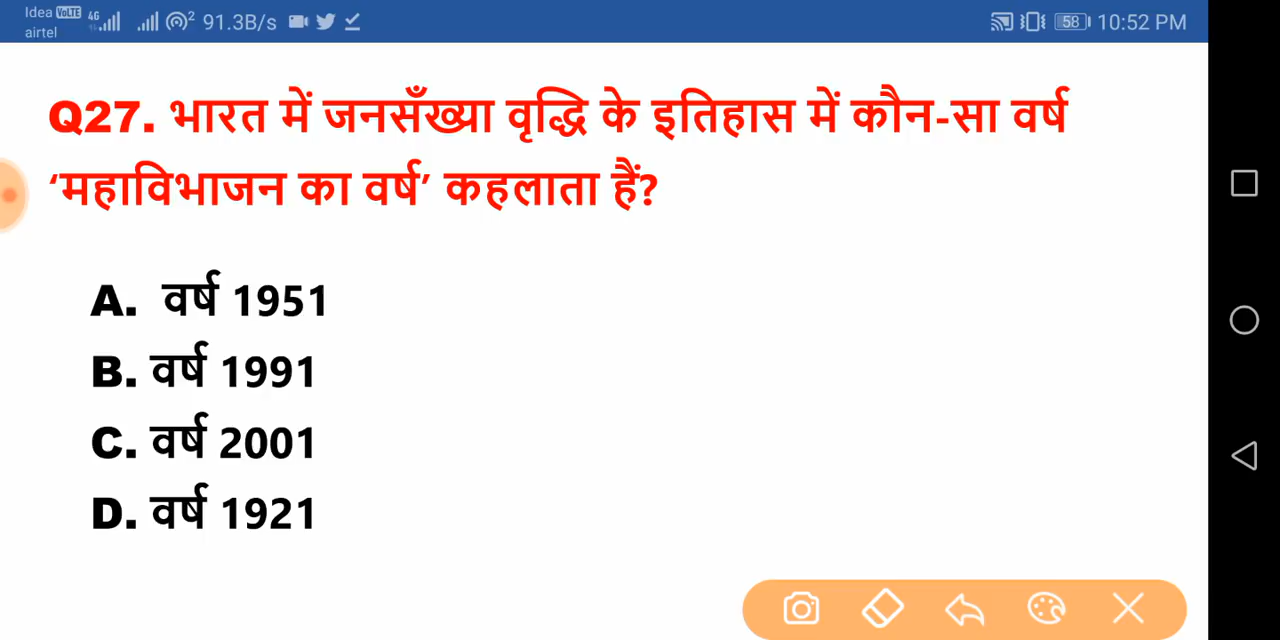 Idea VoLTE 4G 2 91.3B/s 58 10:52 PM
airtel
Q27. भारत में जनसँख्या वृद्धि के इतिहास में कौन-सा वर्ष
‘महाविभाजन का वर्ष’ कहलाता हैं?
A. वर्ष 1951
B. वर्ष 1991
C. वर्ष 2001
D. वर्ष 1921